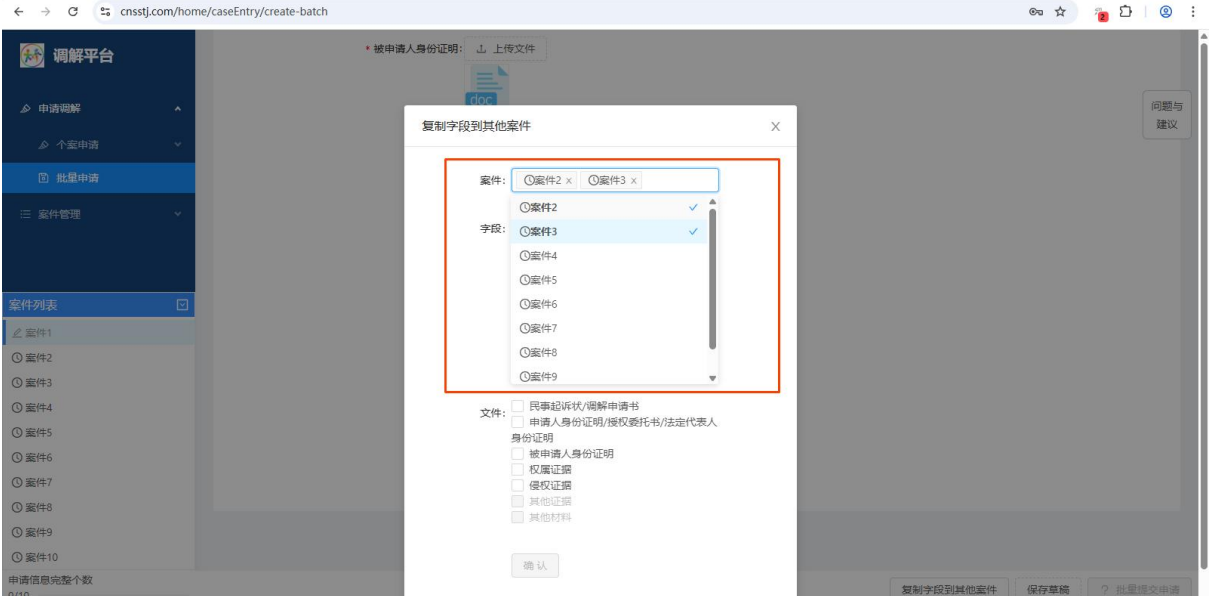 cnsstj.com/home/caseEntry/create-batch
2
调解平台
申请调解
个案申请
批量申请
案件管理
案件列表
案件1
案件2
案件3
案件4
案件5
案件6
案件7
案件8
案件9
案件10
申请信息完整个数
0/10
* 被申请人身份证明:
上传文件
doc
问题与
建议
复制字段到其他案件
案件: 案件2 × 案件3 ×
案件2
字段: 案件3
案件4
案件5
案件6
案件7
案件8
案件9
文件: 民事起诉状/调解申请书
申请人身份证明/授权委托书/法定代表人
身份证明
被申请人身份证明
权属证据
侵权证据
其他证据
其他材料
确认
复制字段到其他案件 保存草稿 ? 批量提交申请